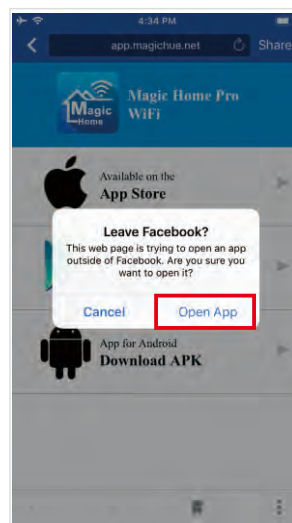 4:34 PM
app.magichue.net
Share
Magic Home Pro
WiFi
Magic
Home
Available on the
App Store
Leave Facebook?
This web page is trying to open an app
outside of Facebook. Are you sure you
want to open it?
Cancel
Open App
App for Android
Download APK